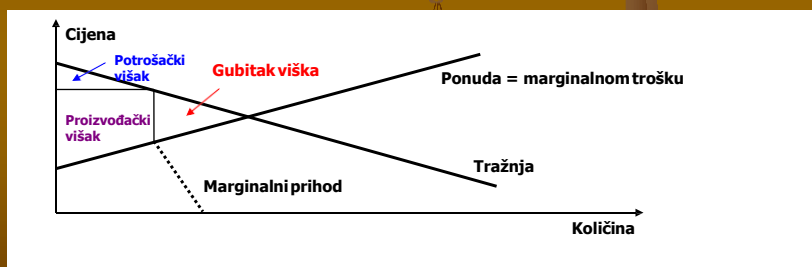 Cijena
Potrošački
višak
Gubitak viška
Ponuda = marginalnom trošku
Proizvođački
višak
Tražnja
Marginalni prihod
Količina